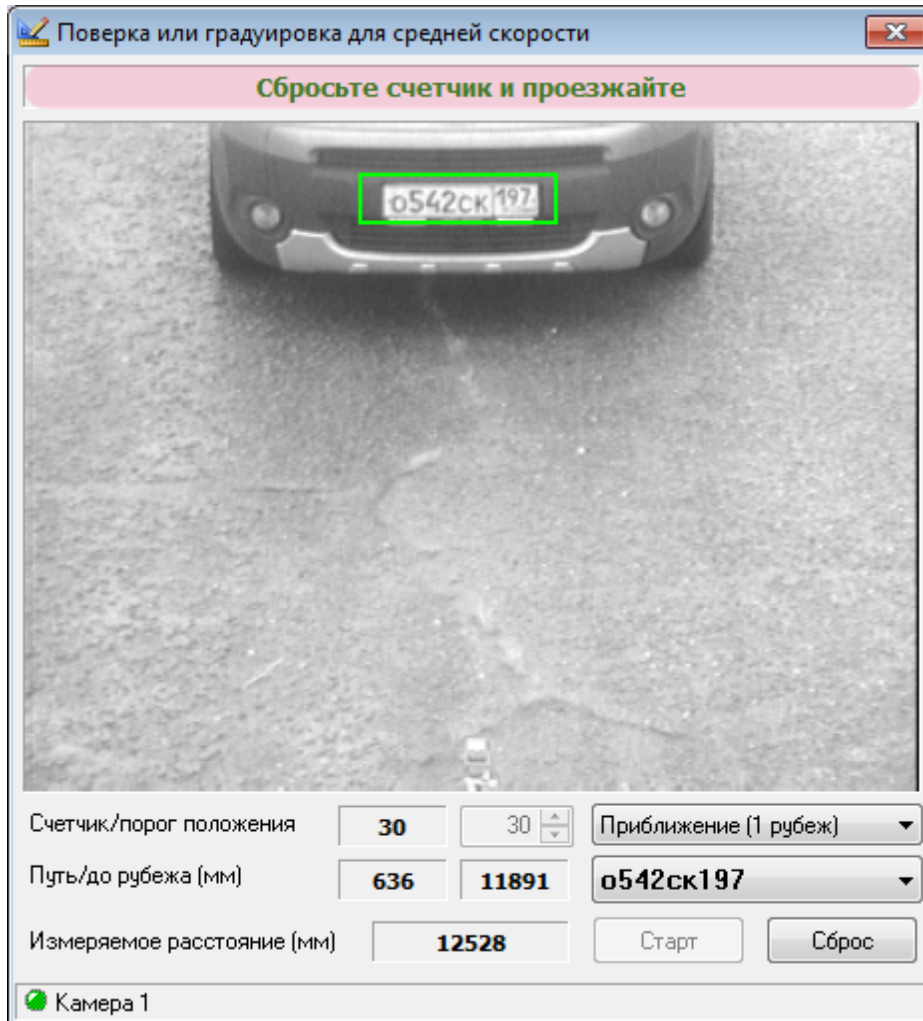 Поверка или градуировка для средней скорости
Сбросьте счетчик и проезжайте
о542ск 197
Счетчик/порог положения 30 30 Приближение (1 рубеж)
Путь/до рубежа (мм) 636 11891 о542ск197
Измеряемое расстояние (мм) 12528 Старт Сброс
Камера 1